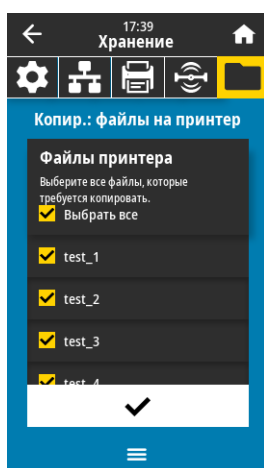 17:39
Хранение
Копир.: файлы на принтер
Файлы принтера
Выберите все файлы, которые
требуется копировать.
Выбрать все
test_1
test_2
test_3
test_4